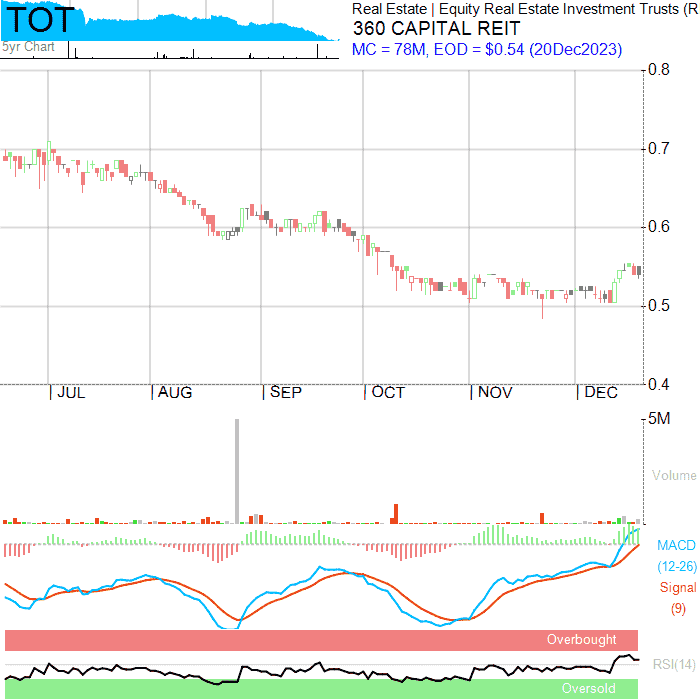 TOT
5yr Chart
Real Estate | Equity Real Estate Investment Trusts (R
360 CAPITAL REIT
MC = 78M, EOD = $0.54 (20Dec2023)
0.8
0.7
0.6
0.5
0.4
JUL AUG SEP OCT NOV DEC
5M
Volume
MACD
(12-26)
Signal
(9)
Overbought
RSI(14)
Oversold